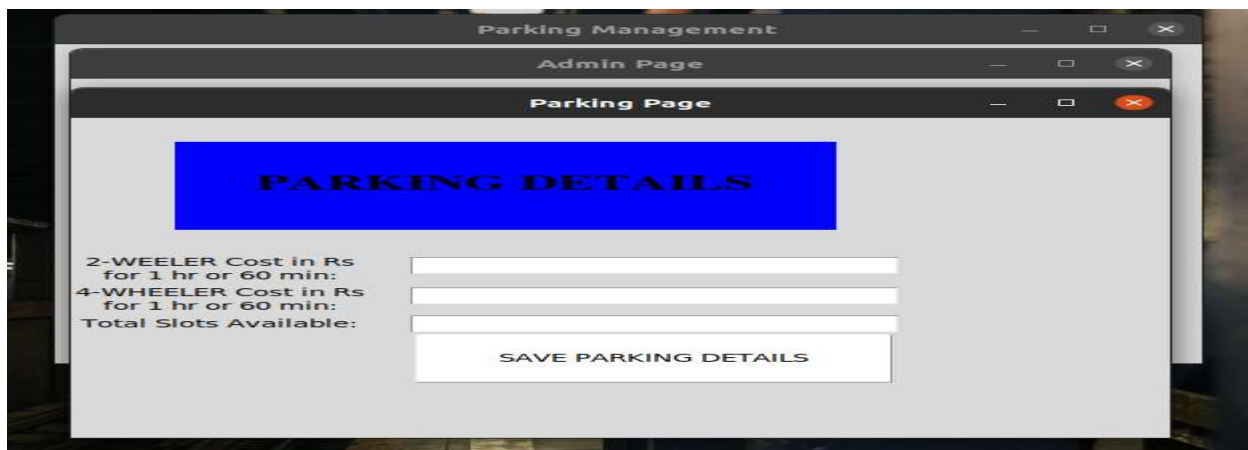 Parking Management
Admin Page
Parking Page
PARKING DETAILS
2-WEELER Cost in Rs
for 1 hr or 60 min:
4-WHEELER Cost in Rs
for 1 hr or 60 min:
Total Slots Available:
SAVE PARKING DETAILS